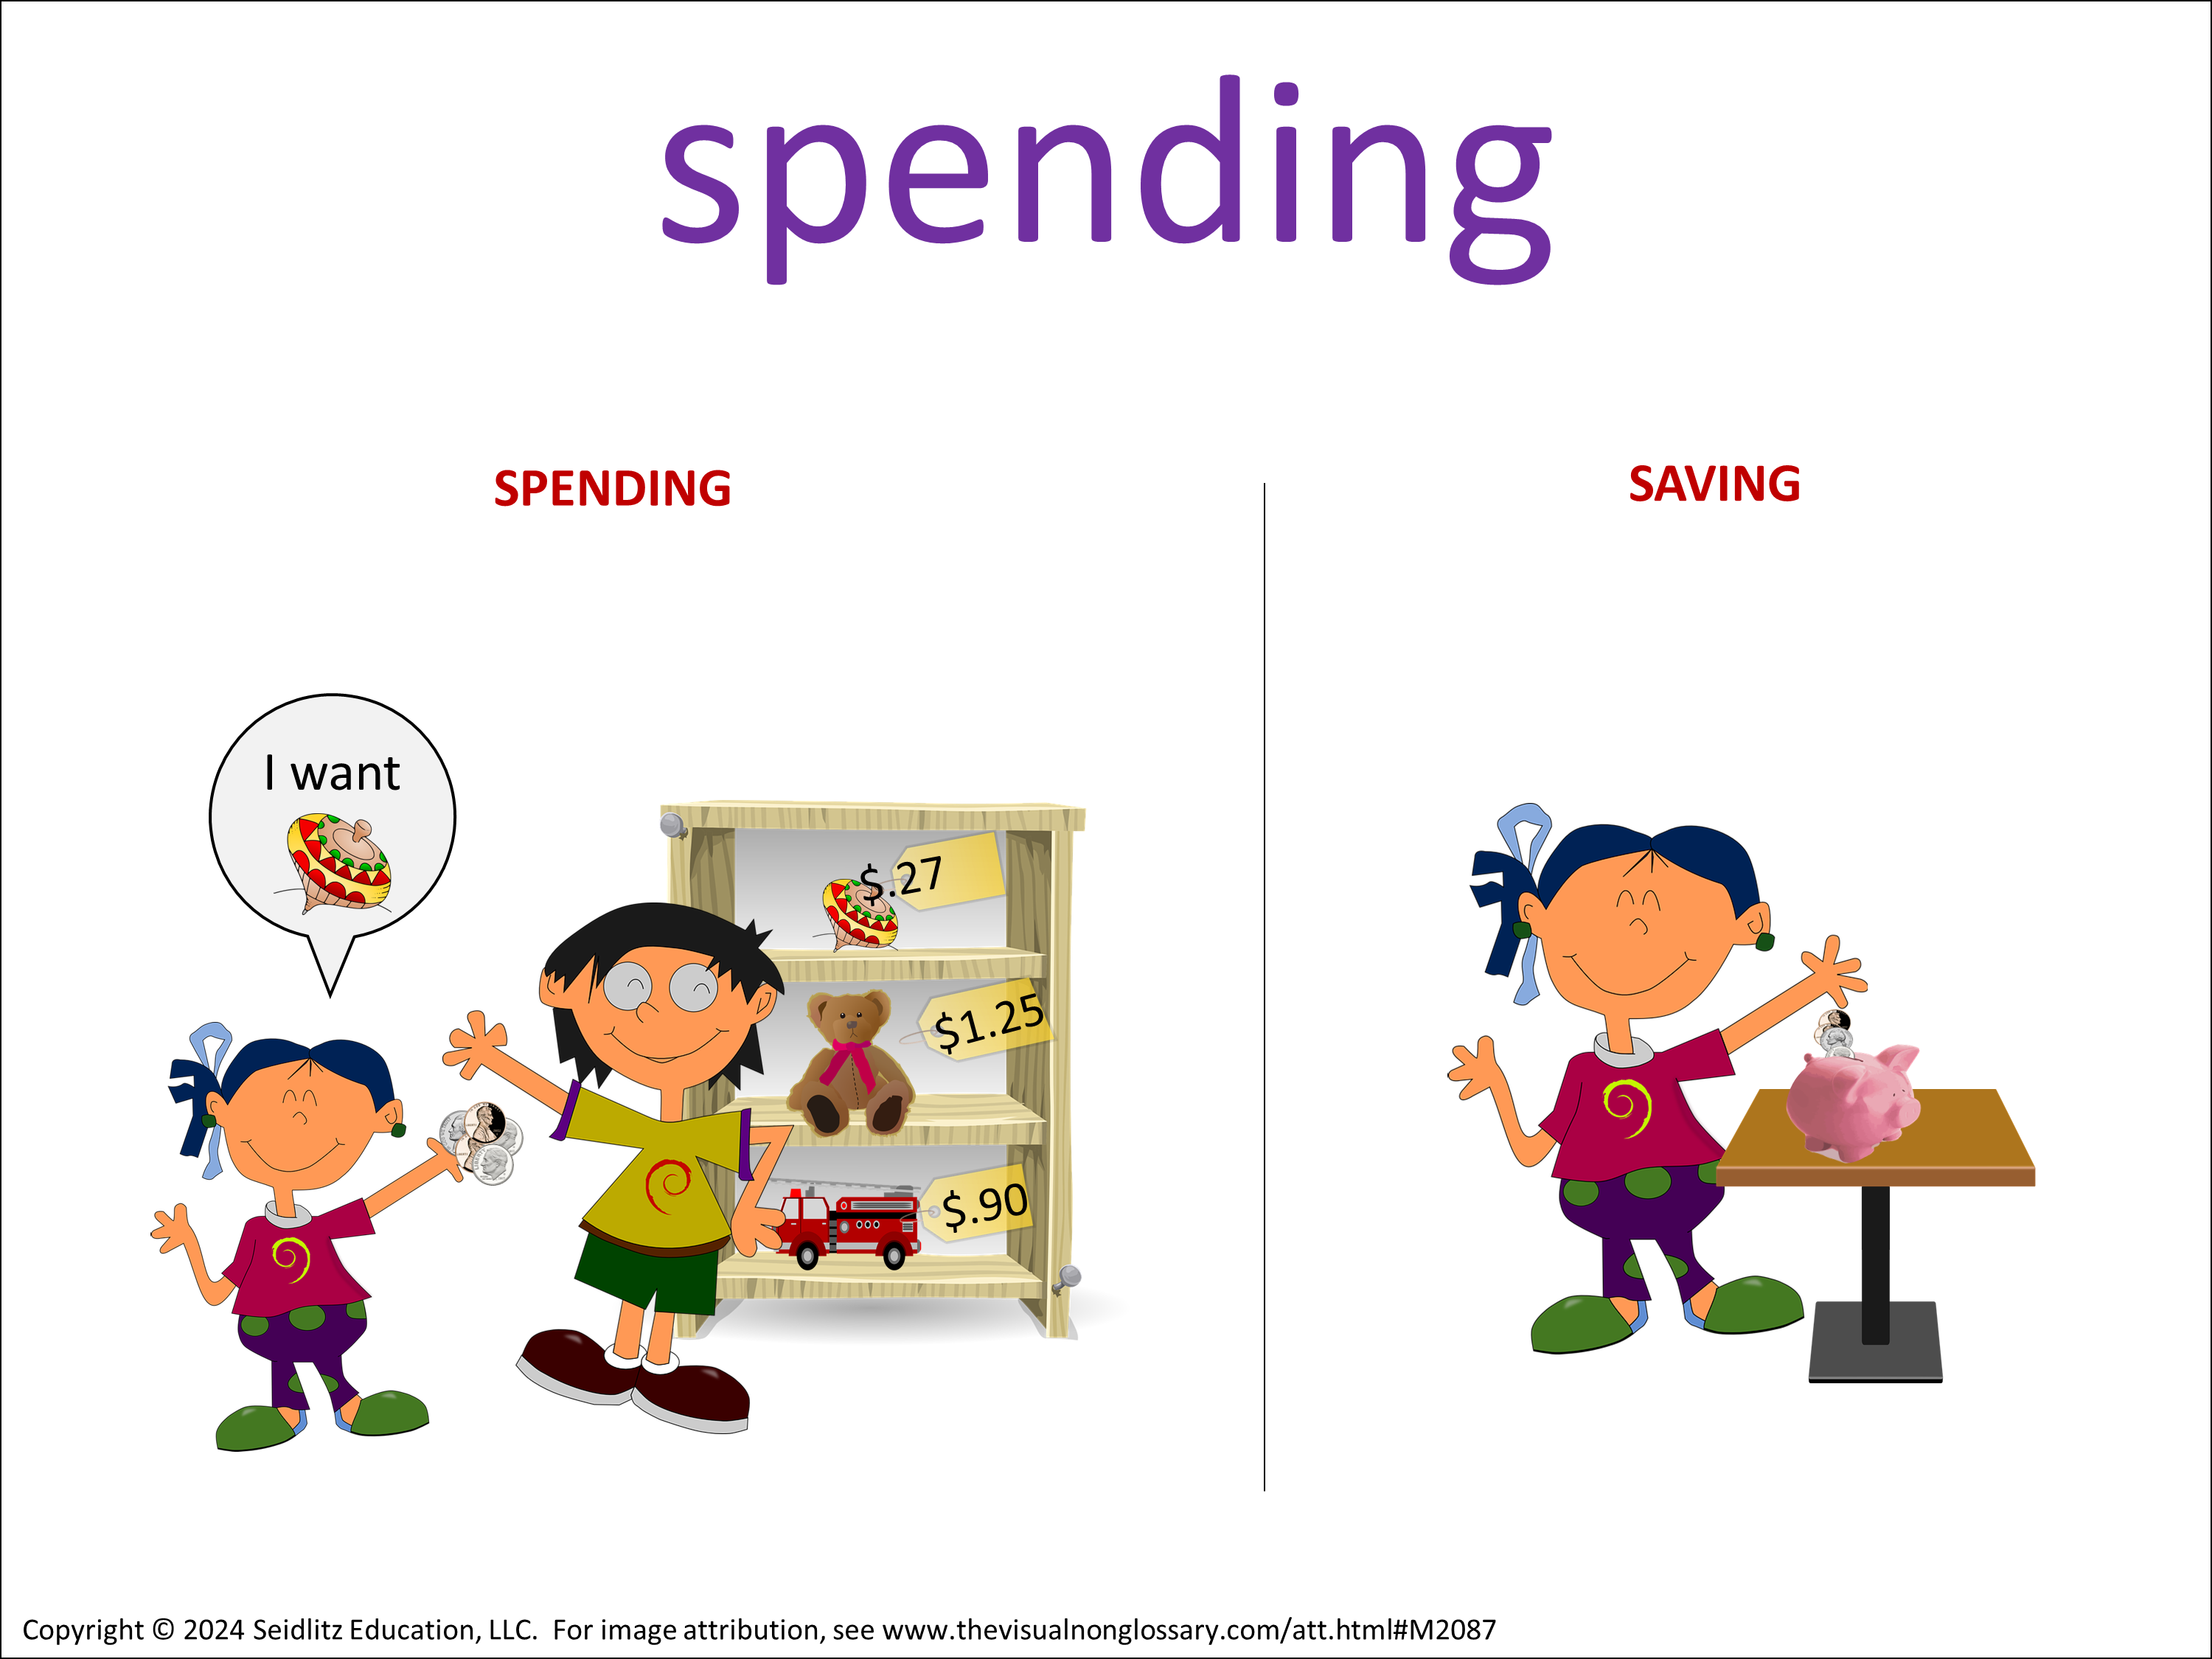 spending
SPENDING
SAVING
I want
$.27
$1.25
$.90
Copyright © 2024 Seidlitz Education, LLC.  For image attribution, see www.thevisualnonglossary.com/att.html#M2087